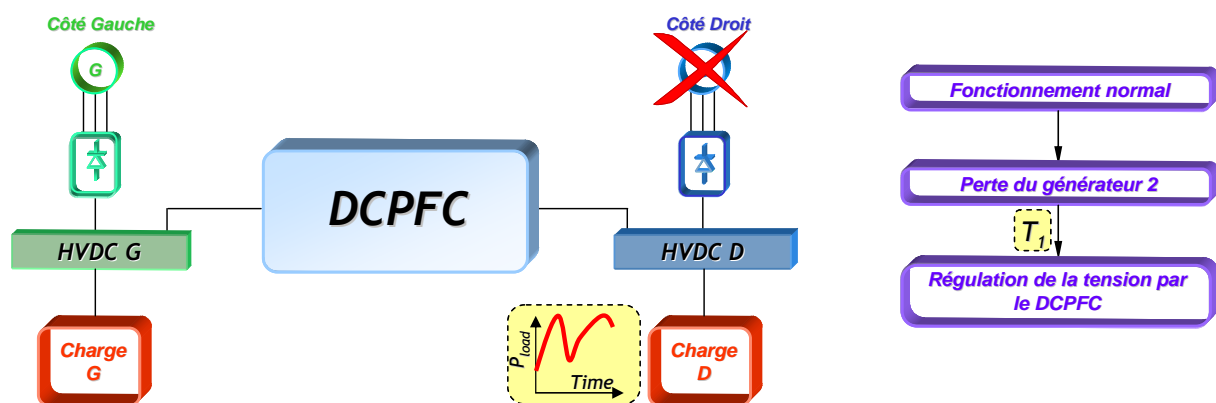 Côté Gauche
G
HVDC G
Charge
G
DCPFC
Côté Droit
HVDC D
P_load
Time
Charge
D
Fonctionnement normal
Perte du générateur 2
T_1
Régulation de la tension par
le DCPFC